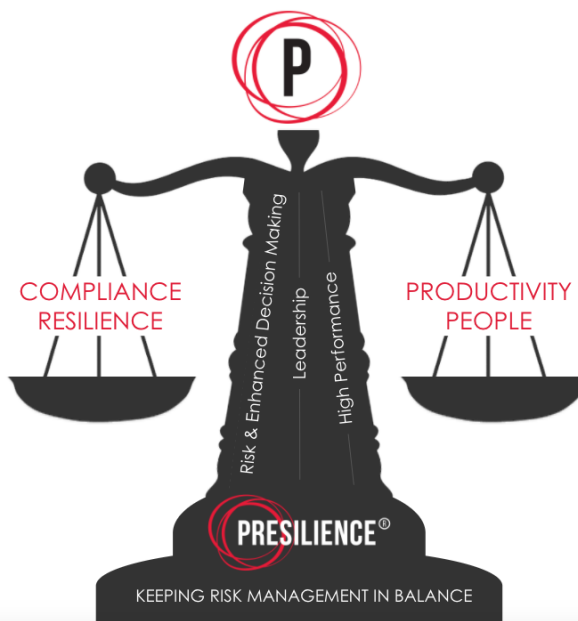 P
COMPLIANCE
RESILIENCE
PRODUCTIVITY
PEOPLE
Risk & Enhanced Decision Making
Leadership
High Performance
PRESILIENCE®
KEEPING RISK MANAGEMENT IN BALANCE